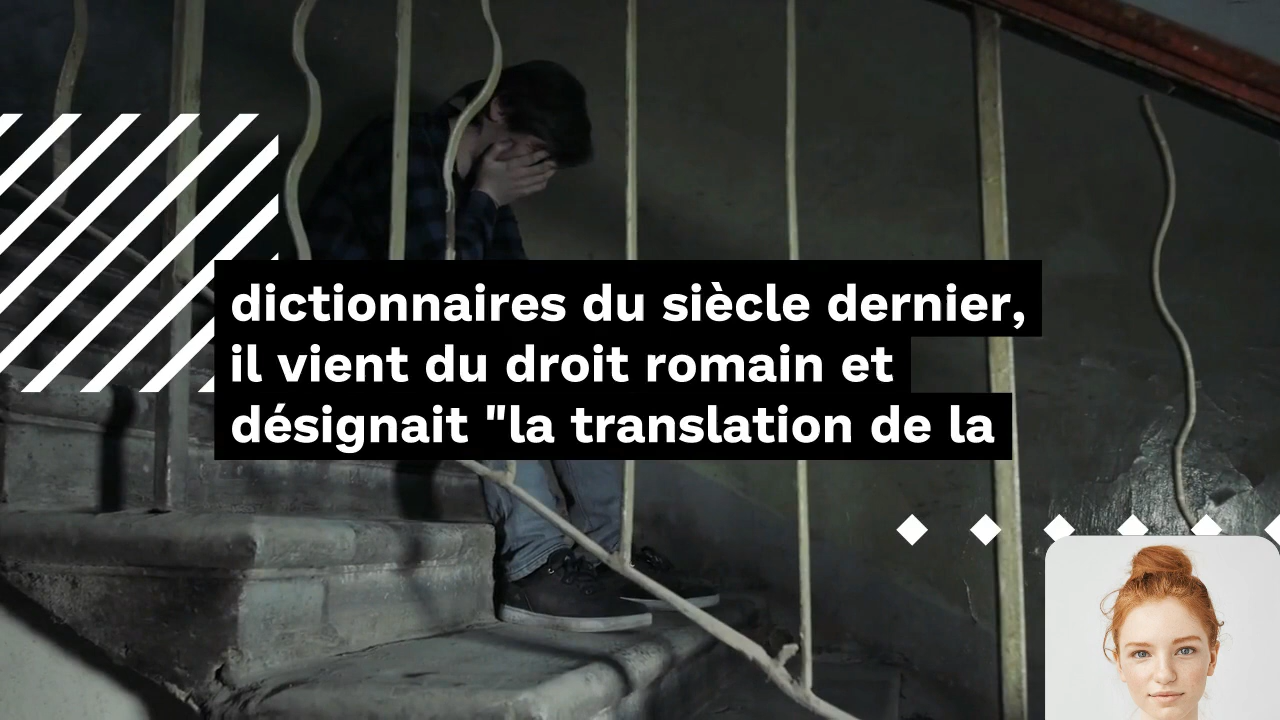 dictionnaires du siècle dernier,
il vient du droit romain et
désignait "la translation de la